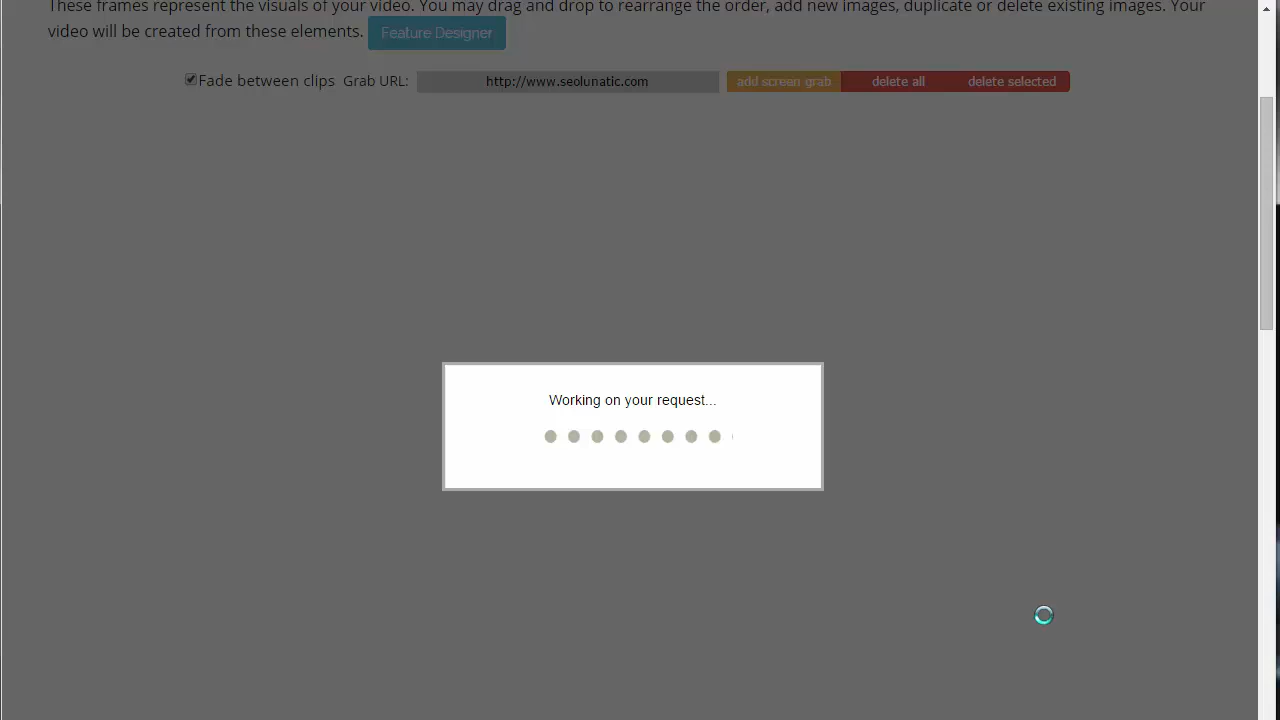 These frames represent the visuals of your video. You may drag and drop to rearrange the order, add new images, duplicate or delete existing images. Your
video will be created from these elements. Feature Designer
Fade between clips Grab URL: http://www.seolunatic.com add screen grab delete all delete selected
Working on your request...